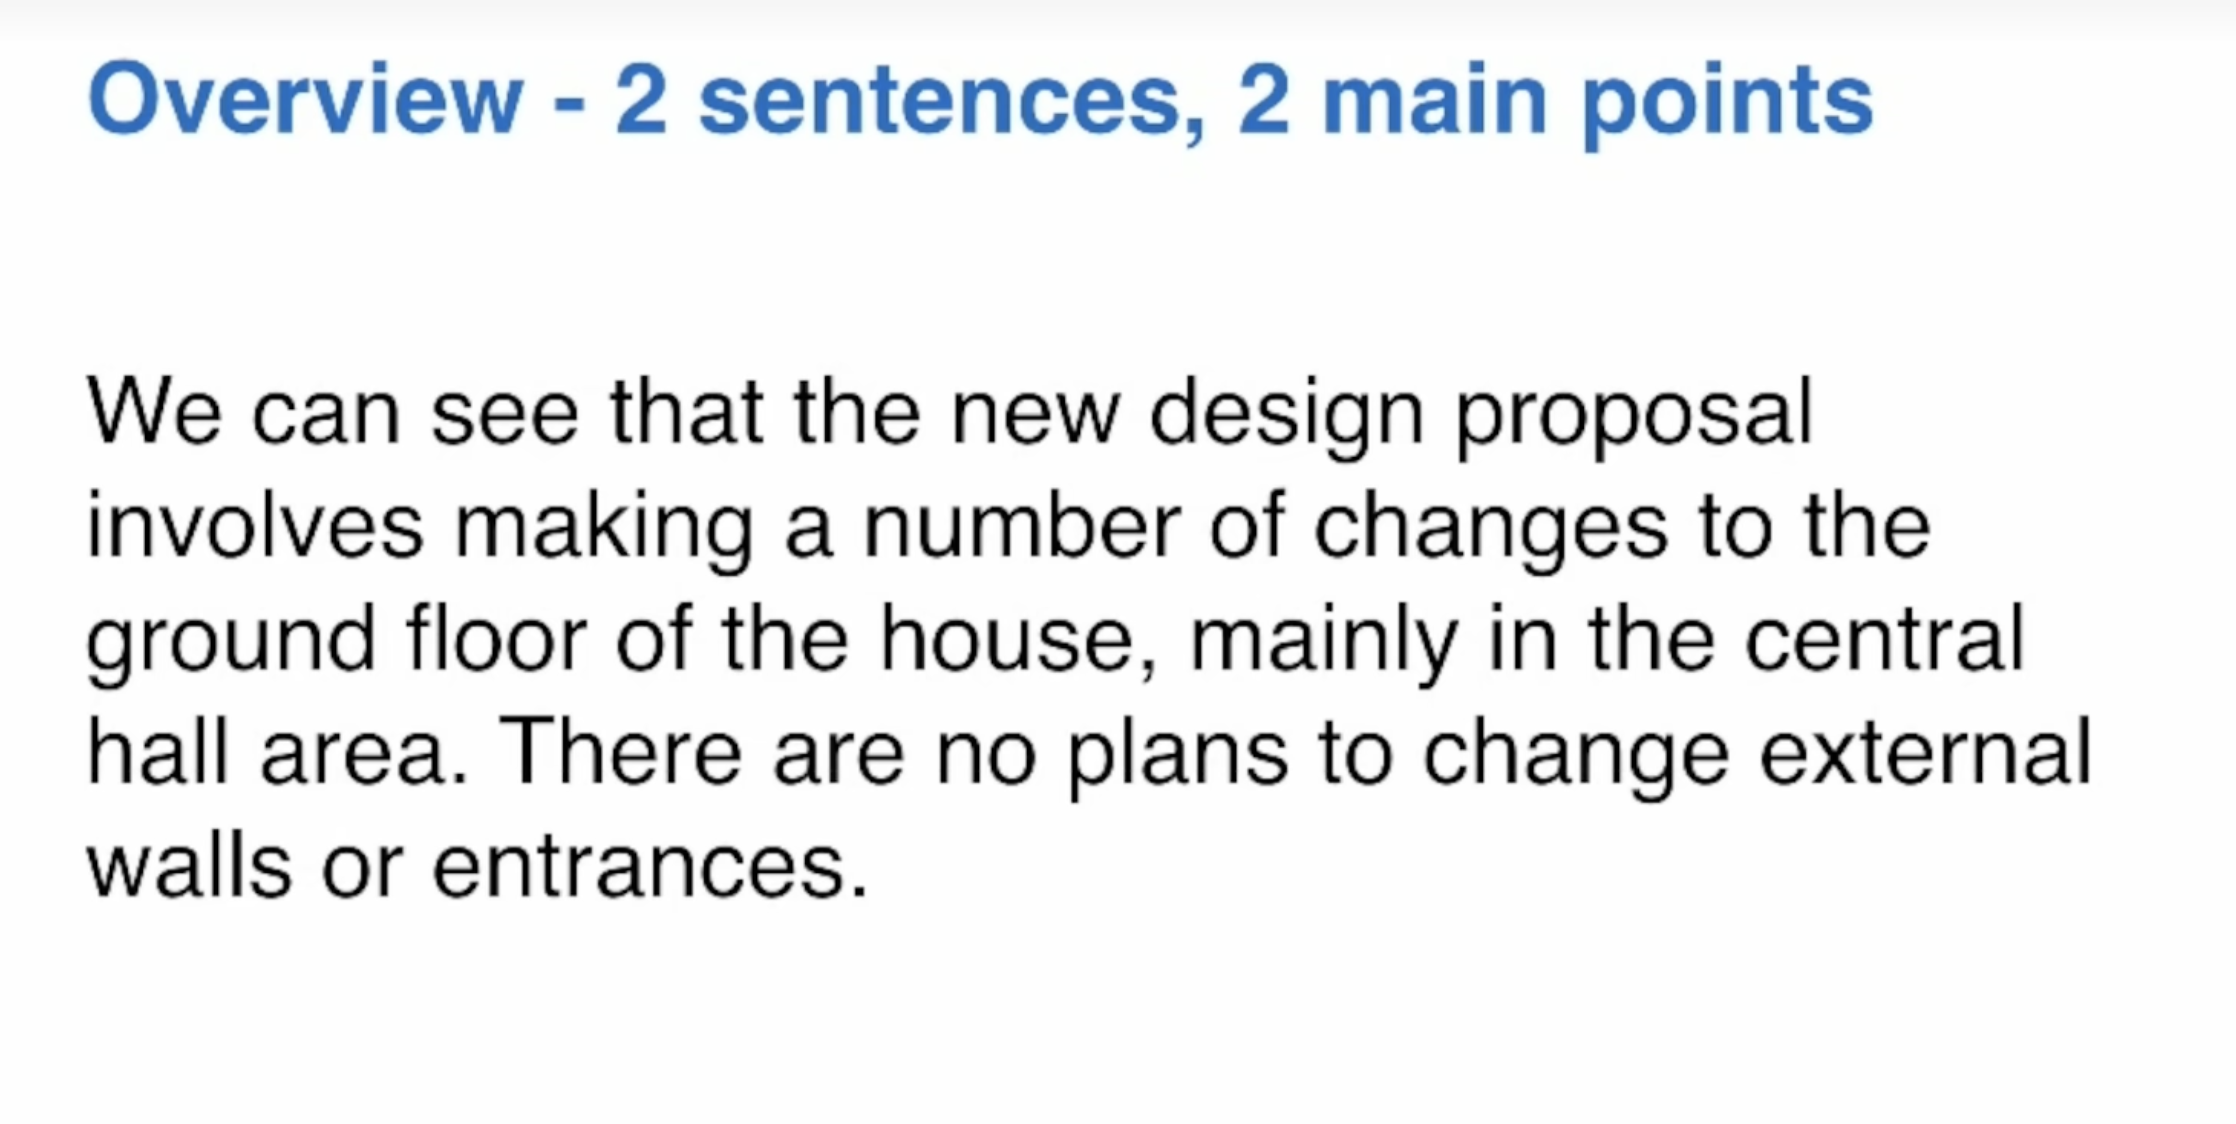 Overview - 2 sentences, 2 main points
We can see that the new design proposal
involves making a number of changes to the
ground floor of the house, mainly in the central
hall area. There are no plans to change external
walls or entrances.